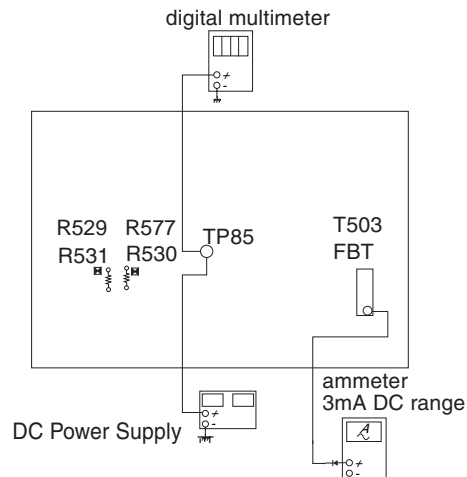 digital multimeter
+
-
R529 R577
R531 R530
TP85
T503
FBT
+
-
DC Power Supply
ammeter
3mA DC range
A
+
-